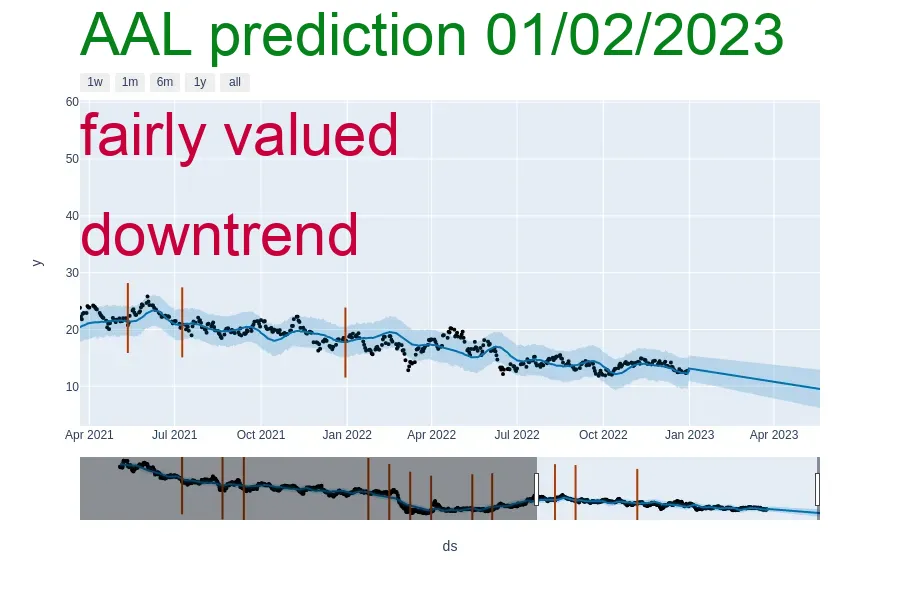 AAL prediction 01/02/2023
1w 1m 6m 1y all
60
fairly valued
50
40
downtrend
y
30
20
10
Apr 2021 Jul 2021 Oct 2021 Jan 2022 Apr 2022 Jul 2022 Oct 2022 Jan 2023 Apr 2023
ds